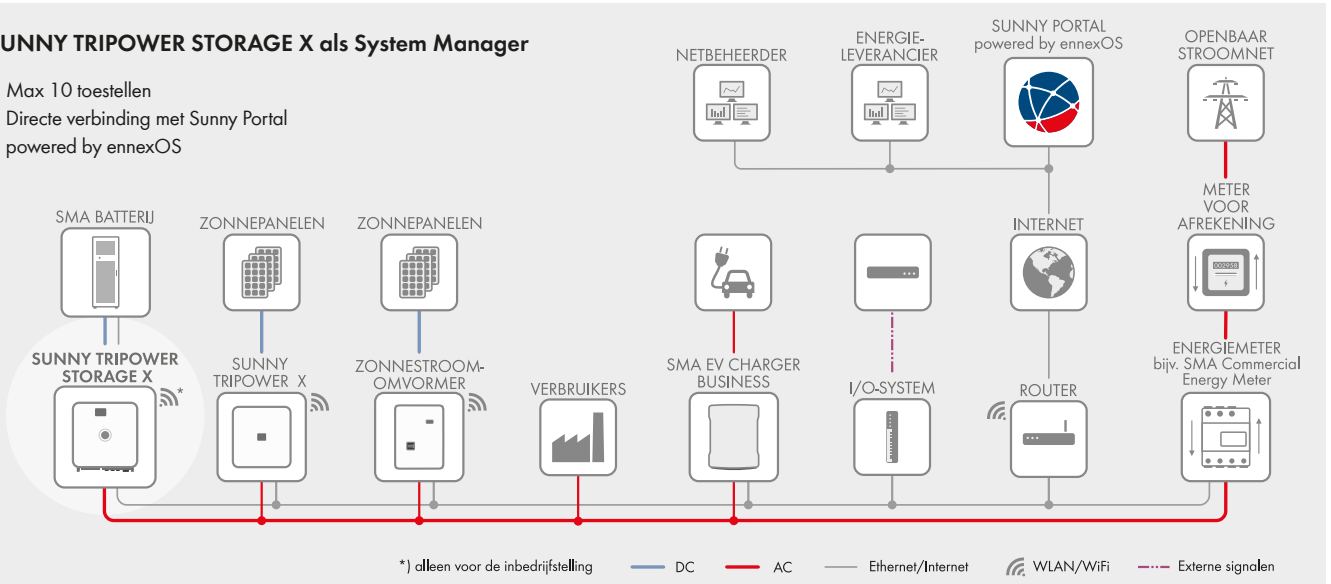 UNNY TRIPOWER STORAGE X als System Manager
Max 10 toestellen
Directe verbinding met Sunny Portal
powered by ennexOS
NETBEHEERDER
ENERGIE-
LEVERANCIER
SUNNY PORTAL
powered by ennexOS
OPENBAAR
STROOMNET
SMA BATTERIJ
ZONNEPANELEN
ZONNEPANELEN
INTERNET
METER
VOOR
AFREKENING
002938
SUNNY TRIPOWER
STORAGE X
*
SUNNY
TRIPOWER X
ZONNESTROOM-
OMVORMER
VERBRUIKERS
SMA EV CHARGER
BUSINESS
I/O-SYSTEM
ROUTER
ENERGIEMETER
bijv. SMA Commercial
Energy Meter
*) alleen voor de inbedrijfstelling
DC
AC
Ethernet/Internet
WLAN/WiFi
Externe signalen